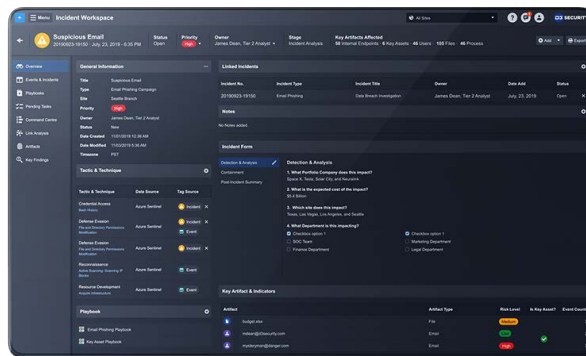 Menu Incident Workspace All Sites D3 SECURITY
Suspicious Email
20190923-19150 July, 23, 2019 - 6:35 PM
Status
Open
Priority
High
Owner
James Dean, Tier 2 Analyst
Stage
Incident Analysis
Key Artifacts Affected
50 Internal Endpoints 6 Key Assets 46 Users 105 Files 46 Process
Add
Export
Overview
Events & Incidents
Playbooks
Pending Tasks
Command Centre
Link Analysis
Artifacts
Key Findings
General Information
Title Suspicious Email
Type Email Phishing Campaign
Site Seattle Branch
Priority High
Owner James Dean, Tier 2 Analyst
Status New
Date Created 11/01/2019 12:36 AM
Date Modified 11/03/2019 5:36 AM
Timezone PST
Tactic & Technique
Tactic & Technique Data Source Tag Source
Credential Access
Bash History
Azure Sentinel Incident
Defense Evasion
File and Directory Permissions
Modification
Azure Sentinel Incident
Event
Defense Evasion
File and Directory Permissions
Modification
Azure Sentinel Incident
Reconnaissance
Active Scanning: Scanning IP
Blocks
Azure Sentinel Event
Resource Development
Acquire Infrastructure
Azure Sentinel Event
Playbook
Email Phishing Playbook
Key Asset Playbook
Linked Incidents
Incident No. Incident Type Incident Title Owner Date Add Status
20190923-19150 Email Phishing Data Breach Investigation James Dean, Tier 2 Analyst July, 23, 2019 Open
Notes
No Notes added.
Incident Form
Detection & Analysis
Containment
Post-Incident Summary
Detection & Analysis
1. What Portfolio Company does this impact?
Space X, Tesla, Solar City, and Neuralink
2. What is the expected cost of the impact?
$5.4 Billion
3. Which site does this impact?
Texas, Las Vegas, Los Angeles, and Seattle
4. What Department is this impacting?
Checkbox option 1 Checkbox option 1
SOC Team Marketing Department
Finance Department Legal Department
Key Artifact & Indicators
Artifact Artifact Type Risk Level Is Key Asset? Event Count
budget.xlsx File Medium
mdean@d3security.com Email Low
mysteryman@danger.com Email High